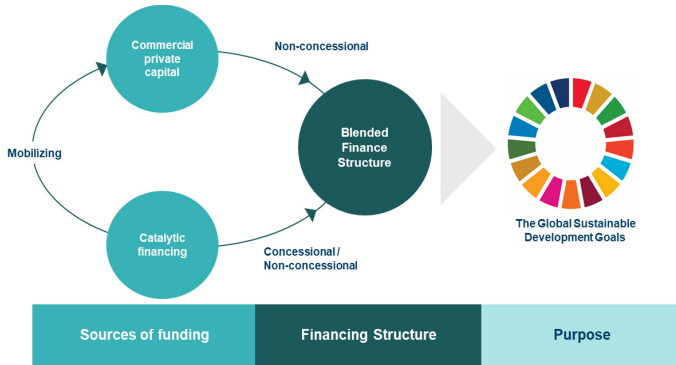 Commercial
private
capital
Non-concessional
Mobilizing
Blended
Finance
Structure
Catalytic
financing
Concessional /
Non-concessional
The Global Sustainable
Development Goals
Sources of funding
Financing Structure
Purpose